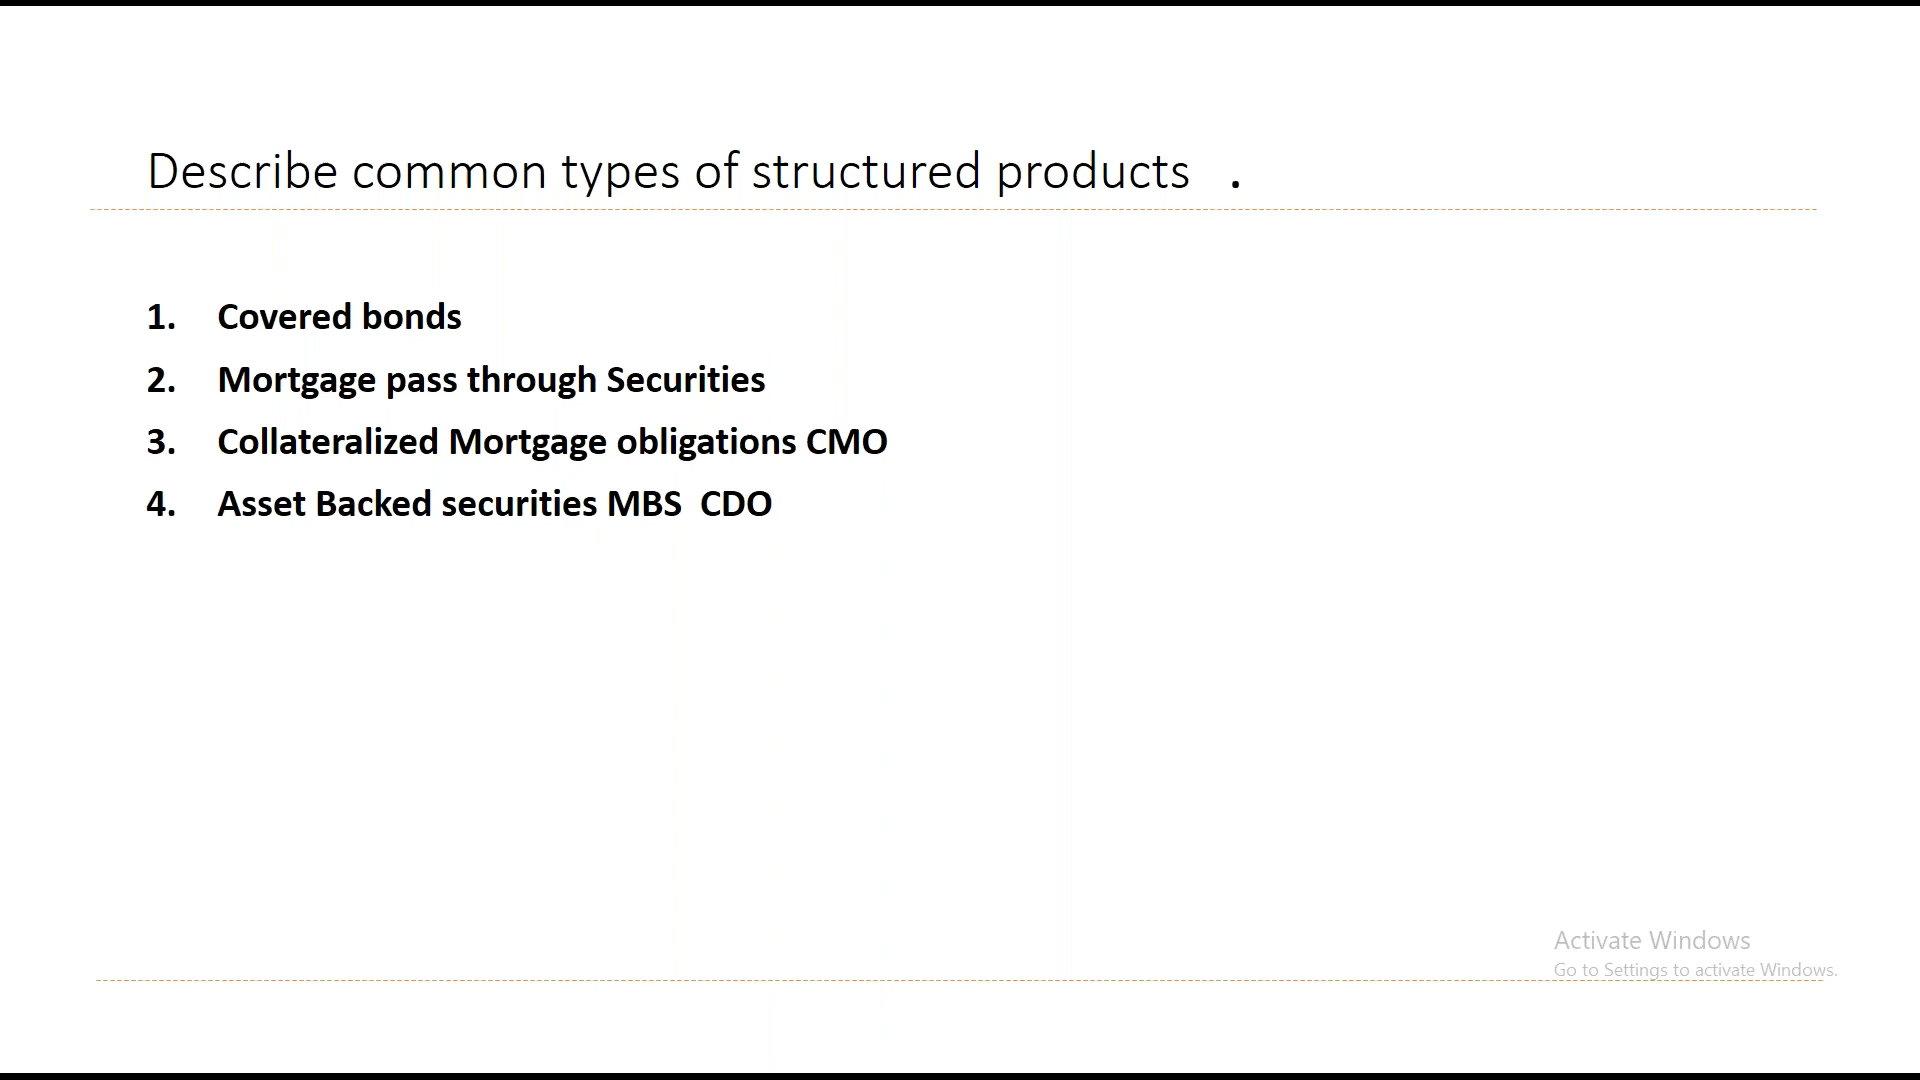 Describe common types of structured products .
1. Covered bonds
2. Mortgage pass through Securities
3. Collateralized Mortgage obligations CMO
4. Asset Backed securities MBS CDO
Activate Windows
Go to Settings to activate Windows.